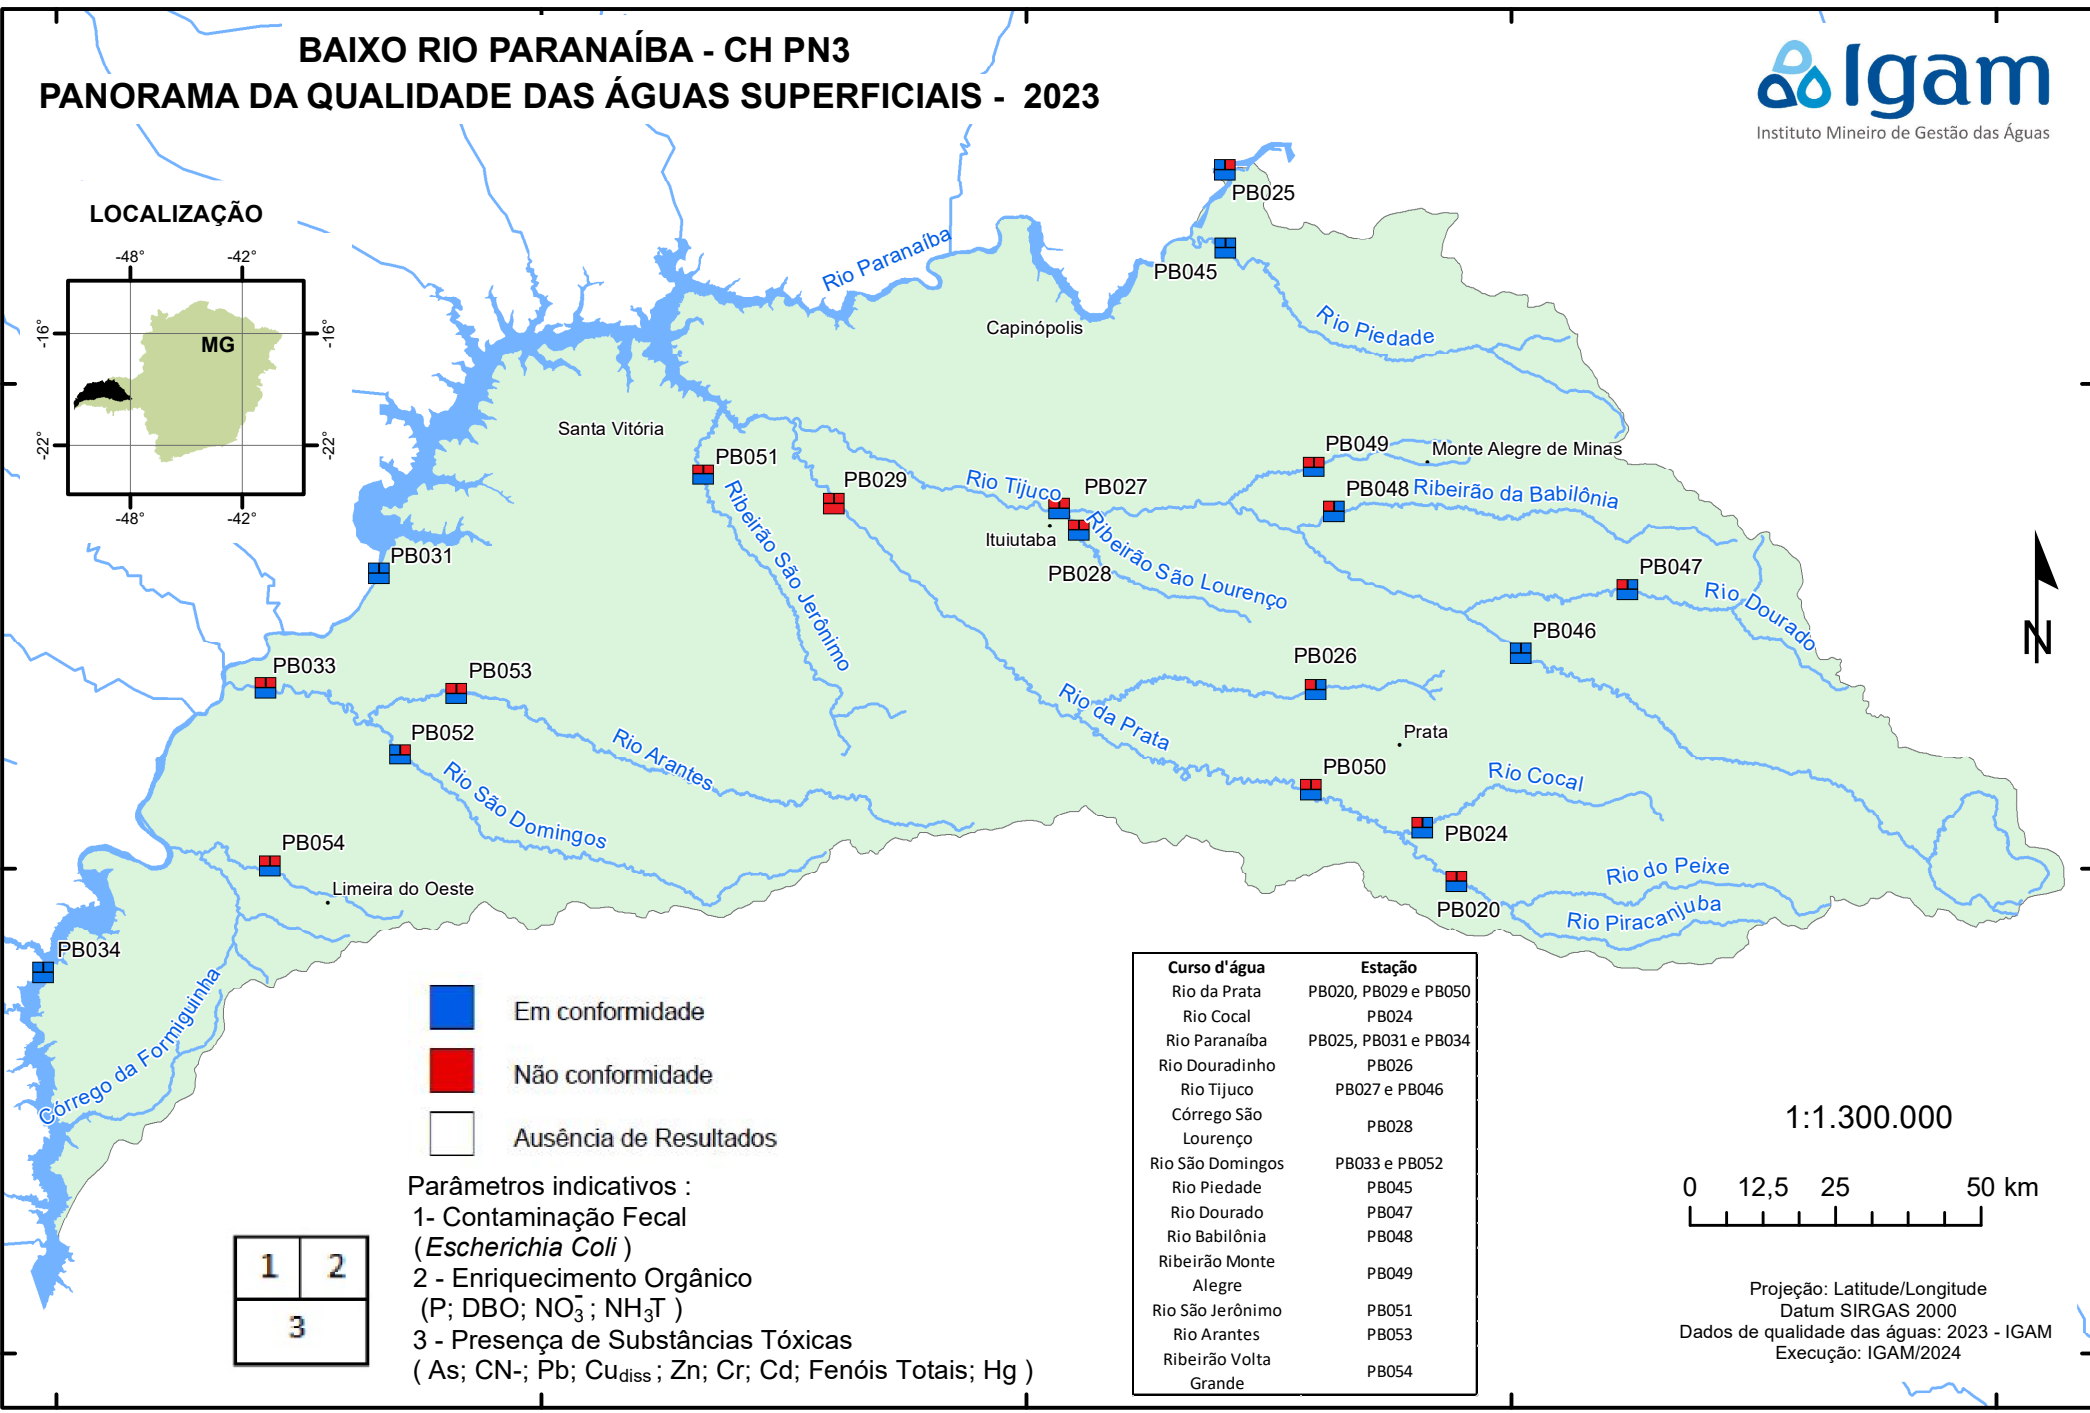 BAIXO RIO PARANAÍBA - CH PN3
PANORAMA DA QUALIDADE DAS ÁGUAS SUPERFICIAIS - 2023
Igam
Instituto Mineiro de Gestão das Águas
LOCALIZAÇÃO
-48° -42°
-16° -16°
MG
-22° -22°
-48° -42°
PB025
Rio Paranaíba
PB045
Capinópolis
Rio Piedade
Santa Vitória
PB051
PB029
Rio Tijuco
PB027
PB049
Monte Alegre de Minas
PB048
Ribeirão da Babilônia
Ituiutaba
PB028
Ribeirão São Lourenço
Ribeirão São Jerônimo
PB031
PB047
Rio Dourado
PB046
N
PB033
PB053
PB026
PB052
Rio Arantes
Rio da Prata
Prata
PB050
Rio Cocal
Rio São Domingos
PB024
PB054
Limeira do Oeste
Rio do Peixe
PB020
Rio Piracanjuba
PB034
Córrego da Formiguinha
Em conformidade
Não conformidade
Ausência de Resultados
Parâmetros indicativos :
1- Contaminação Fecal
(Escherichia Coli )
2 - Enriquecimento Orgânico
(P; DBO; NO₃⁻; NH₃T )
3 - Presença de Substâncias Tóxicas
( As; CN-; Pb; Cudiss ; Zn; Cr; Cd; Fenóis Totais; Hg )
1 2
3
Curso d'água Estação
Rio da Prata PB020, PB029 e PB050
Rio Cocal PB024
Rio Paranaíba PB025, PB031 e PB034
Rio Douradinho PB026
Rio Tijuco PB027 e PB046
Córrego São
Lourenço PB028
Rio São Domingos PB033 e PB052
Rio Piedade PB045
Rio Dourado PB047
Rio Babilônia PB048
Ribeirão Monte
Alegre PB049
Rio São Jerônimo PB051
Rio Arantes PB053
Ribeirão Volta
Grande PB054
1:1.300.000
0 12,5 25 50 km
Projeção: Latitude/Longitude
Datum SIRGAS 2000
Dados de qualidade das águas: 2023 - IGAM
Execução: IGAM/2024